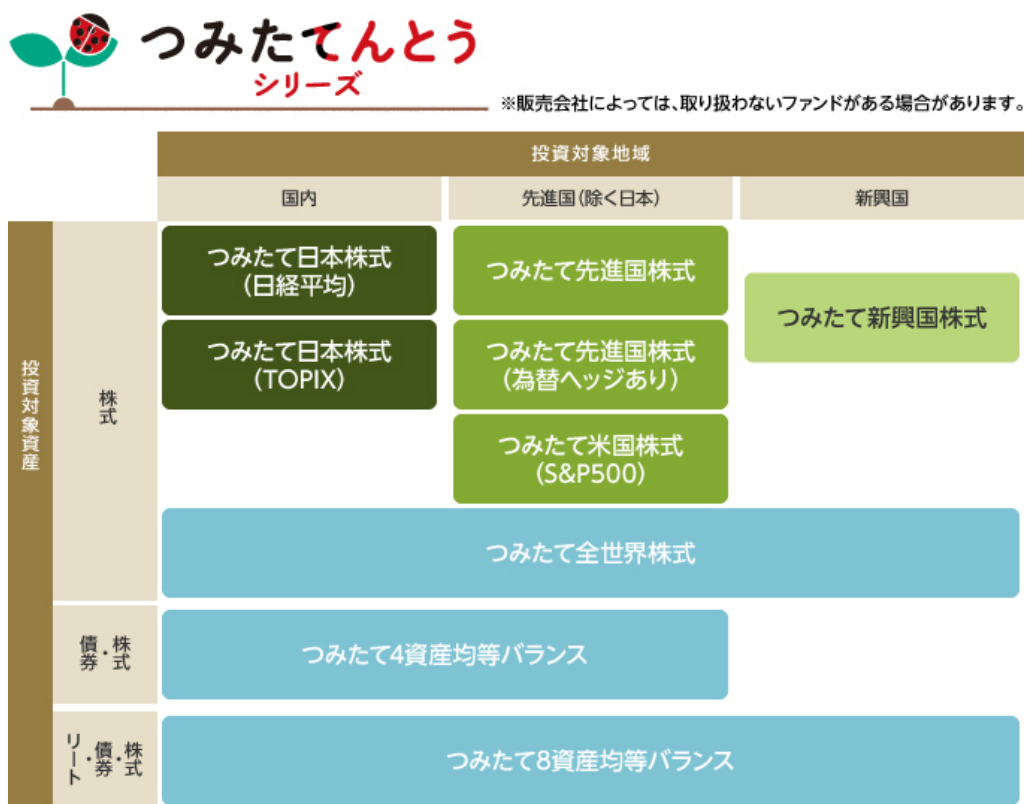 つみたてんとう
シリーズ
※販売会社によっては、取り扱わないファンドがある場合があります。
投資対象地域
国内
先進国(除く日本)
新興国
投資対象資産
株式
つみたて日本株式
(日経平均)
つみたて先進国株式
つみたて新興国株式
つみたて日本株式
(TOPIX)
つみたて先進国株式
(為替ヘッジあり)
つみたて米国株式
(S&P500)
つみたて全世界株式
株式・
債券
つみたて4資産均等バランス
株式・
債券・
リート
つみたて8資産均等バランス